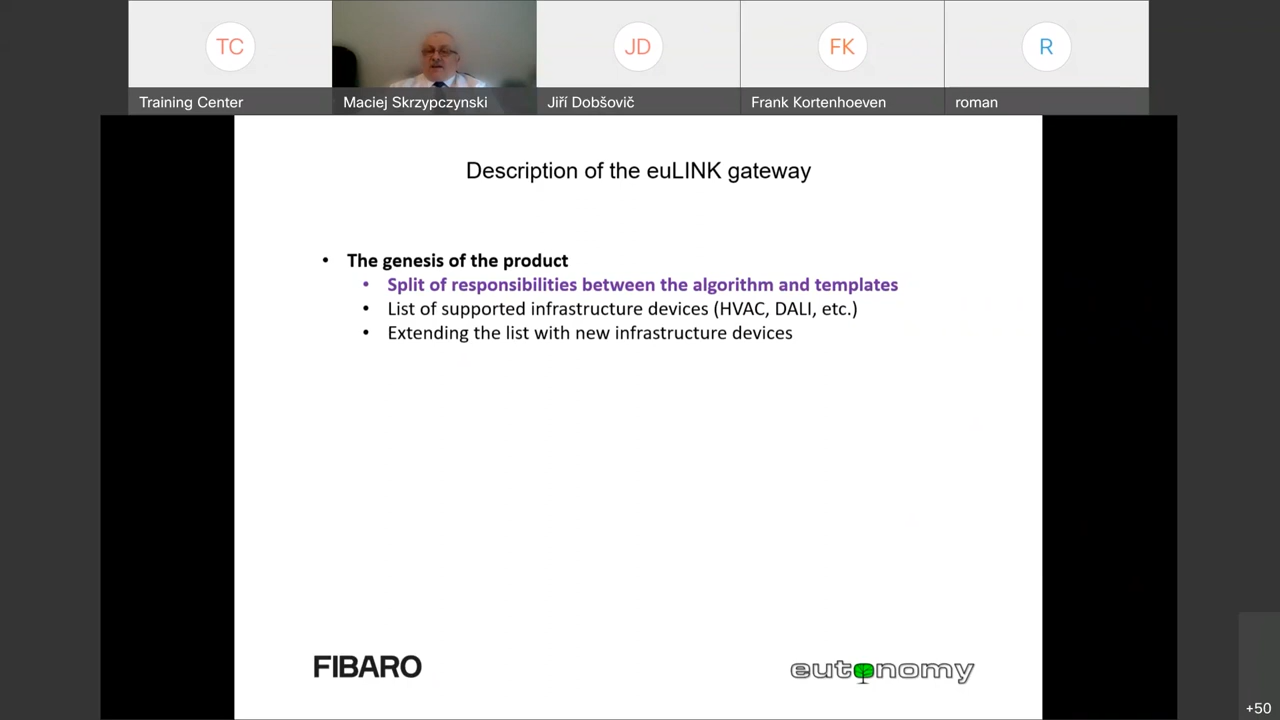 TC
JD
FK
R
Training Center
Maciej Skrzypczynski
Jiří Dobšovič
Frank Kortenhoeven
roman
Description of the euLINK gateway
• The genesis of the product
• Split of responsibilities between the algorithm and templates
• List of supported infrastructure devices (HVAC, DALI, etc.)
• Extending the list with new infrastructure devices
FIBARO
eutonomy
+50